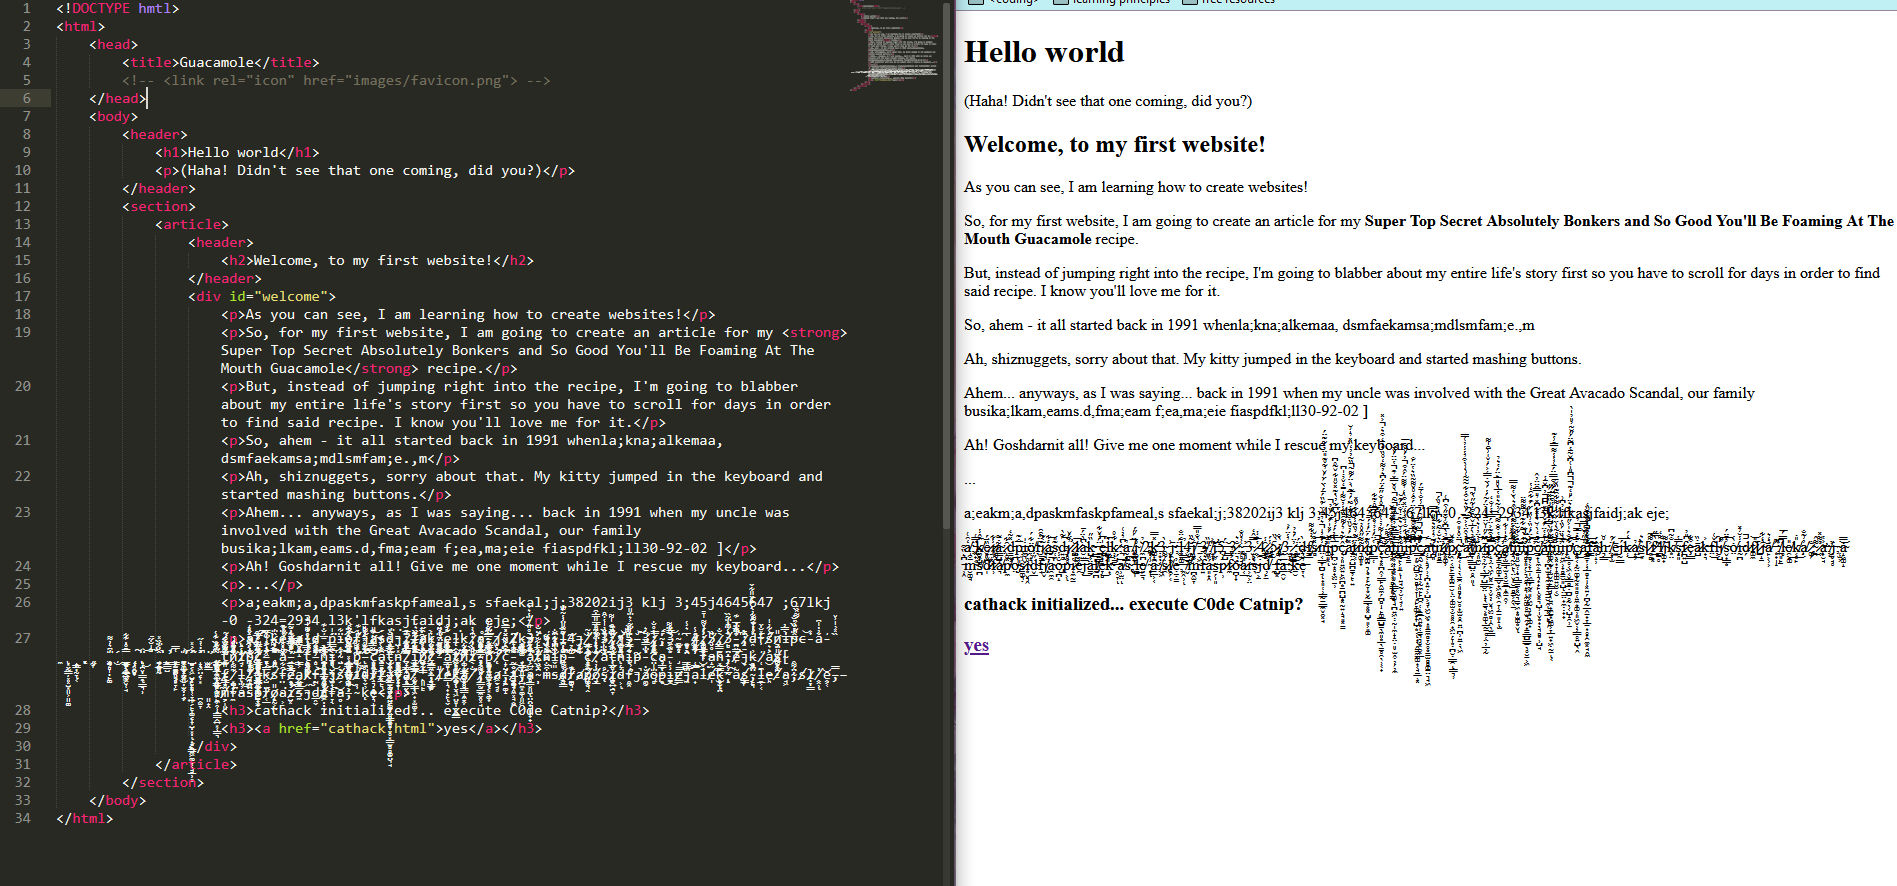 1 <!DOCTYPE hmtl>
2 <html>
3 <head>
4 <title>Guacamole</title>
5 <!-- <link rel="icon" href="images/favicon.png"> -->
6 </head>
7 <body>
8 <header>
9 <h1>Hello world</h1>
10 <p>(Haha! Didn't see that one coming, did you?)</p>
11 </header>
12 <section>
13 <article>
14 <header>
15 <h2>Welcome, to my first website!</h2>
16 </header>
17 <div id="welcome">
18 <p>As you can see, I am learning how to create websites!</p>
19 <p>So, for my first website, I am going to create an article for my <strong>
Super Top Secret Absolutely Bonkers and So Good You'll Be Foaming At The
Mouth Guacamole</strong> recipe.</p>
20 <p>But, instead of jumping right into the recipe, I'm going to blabber
about my entire life's story first so you have to scroll for days in order
to find said recipe. I know you'll love me for it.</p>
21 <p>So, ahem - it all started back in 1991 whenla;kna;alkemaa,
dsmfaekamsa;mdlsmfam;e.,m</p>
22 <p>Ah, shiznuggets, sorry about that. My kitty jumped in the keyboard and
started mashing buttons.</p>
23 <p>Ahem... anyways, as I was saying... back in 1991 when my uncle was
involved with the Great Avacado Scandal, our family
busika;lkam,eams.d,fma;eam f;ea,ma;eie fiaspdfkl;ll30-92-02 ]</p>
24 <p>Ah! Goshdarnit all! Give me one moment while I rescue my keyboard...</p>
25 <p>...</p>
26 <p>a;eakm;a,dpaskmfaskpfameal,s sfaekal;j;38202ij3 klj 3;45j4645647 ;67lkj
-0 -324=2934,l3k'lfkasjfaidj;ak eje;</p>
27
28 <h3>cathack initialized... execute C0de Catnip?</h3>
29 <h3><a href="cathack.html">yes</a></h3>
30 </div>
31 </article>
32 </section>
33 </body>
34 </html>
<coding> learning principles free resources
Hello world
(Haha! Didn't see that one coming, did you?)
Welcome, to my first website!
As you can see, I am learning how to create websites!
So, for my first website, I am going to create an article for my Super Top Secret Absolutely Bonkers and So Good You'll Be Foaming At The
Mouth Guacamole recipe.
But, instead of jumping right into the recipe, I'm going to blabber about my entire life's story first so you have to scroll for days in order to find
said recipe. I know you'll love me for it.
So, ahem - it all started back in 1991 whenla;kna;alkemaa, dsmfaekamsa;mdlsmfam;e.,m
Ah, shiznuggets, sorry about that. My kitty jumped in the keyboard and started mashing buttons.
Ahem... anyways, as I was saying... back in 1991 when my uncle was involved with the Great Avacado Scandal, our family
busika;lkam,eams.d,fma;eam f;ea,ma;eie fiaspdfkl;ll30-92-02 ]
Ah! Goshdarnit all! Give me one moment while I rescue my keyboard...
...
a;eakm;a,dpaskmfaskpfameal,s sfaekal;j;38202ij3 klj
cathack initialized... execute C0de Catnip?
yes